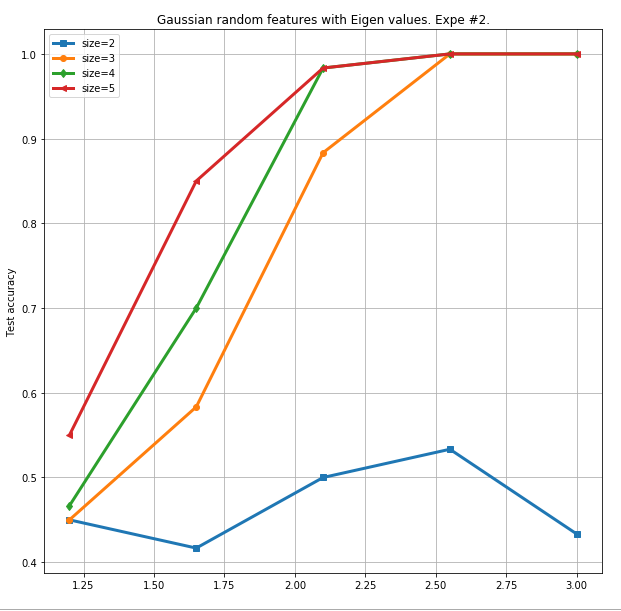 Gaussian random features with Eigen values. Expe #2.
size=2
size=3
size=4
size=5
Test accuracy
1.0
0.9
0.8
0.7
0.6
0.5
0.4
1.25 1.50 1.75 2.00 2.25 2.50 2.75 3.00